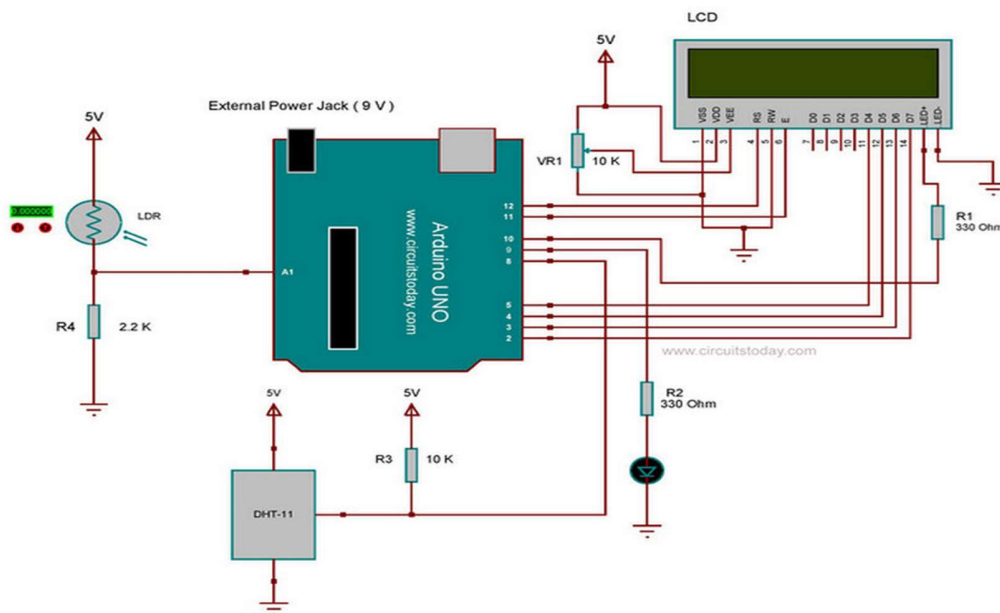 LCD
5V
External Power Jack ( 9 V )
5V
VSS
VDD
VEE
RS
RW
E
D0
D1
D2
D3
D4
D5
D6
D7
LED+
LED-
1
2
3
4
5
6
7
8
9
10
11
12
13
14
VR1
10 K
0.000000
LDR
12
11
10
9
8
R1
330 Ohm
A1
Arduino UNO
www.circuitstoday.com
R4
2.2 K
5
4
3
2
www.circuitstoday.com
5V
5V
R2
330 Ohm
R3
10 K
DHT-11